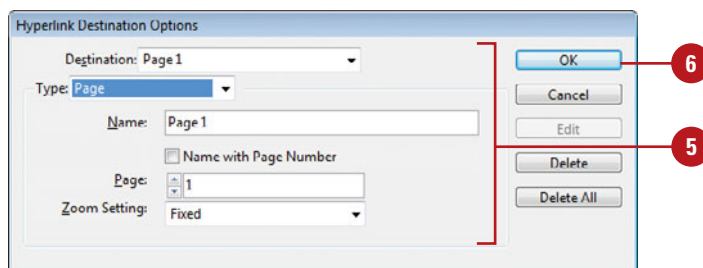 Hyperlink Destination Options
Destination: Page 1
OK
6
Type: Page
Cancel
Name: Page 1
Edit
5
Name with Page Number
Delete
Page: 1
Delete All
Zoom Setting: Fixed